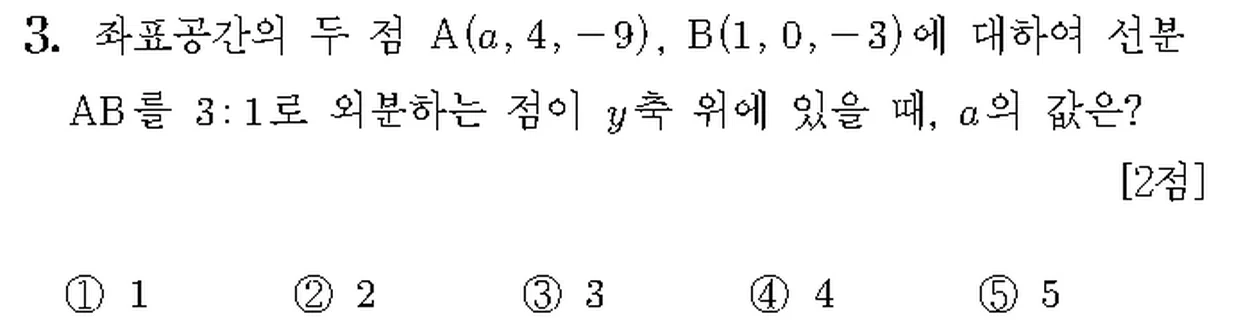 3. 좌표공간의 두 점 A(a, 4, -9), B(1, 0, -3)에 대하여 선분
AB를 3:1로 외분하는 점이 y축 위에 있을 때, a의 값은?
[2점]
① 1 ② 2 ③ 3 ④ 4 ⑤ 5